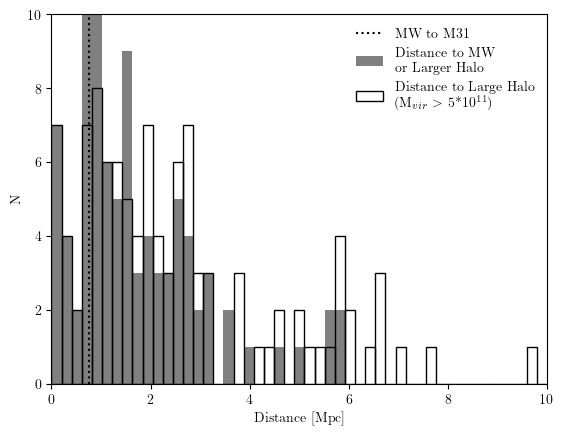 MW to M31
Distance to MW
or Larger Halo
Distance to Large Halo
(M_vir > 5*10^11)
10
8
6
4
2
0
N
0 2 4 6 8 10
Distance [Mpc]